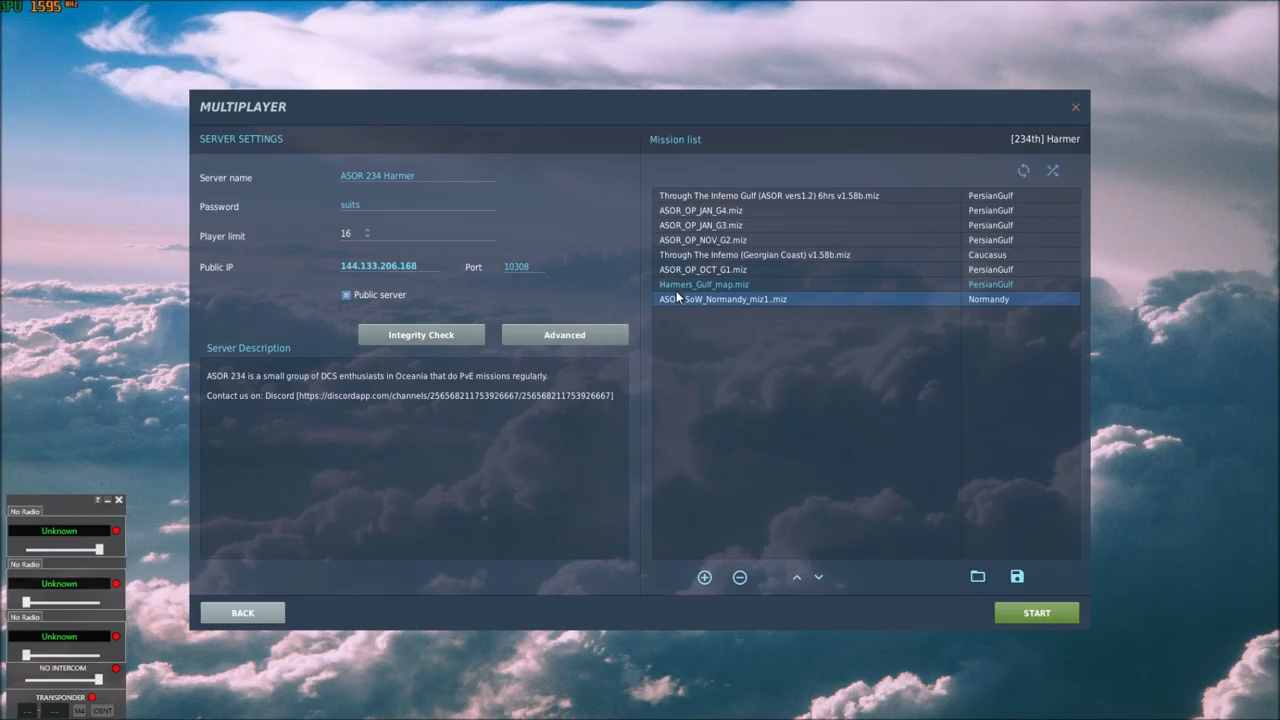 GPU 1595 MHz
MULTIPLAYER
SERVER SETTINGS
Server name ASOR 234 Harmer
Password suits
Player limit 16
Public IP 144.133.206.168 Port 10308
Public server
Integrity Check Advanced
Server Description
ASOR 234 is a small group of DCS enthusiasts in Oceania that do PvE missions regularly.
Contact us on: Discord [https://discordapp.com/channels/256568211753926667/256568211753926667]
Mission list [234th] Harmer
Through The Inferno Gulf (ASOR vers1.2) 6hrs v1.58b.miz PersianGulf
ASOR_OP_JAN_G4.miz PersianGulf
ASOR_OP_JAN_G3.miz PersianGulf
ASOR_OP_NOV_G2.miz PersianGulf
Through The Inferno (Georgian Coast) v1.58b.miz Caucasus
ASOR_OP_OCT_G1.miz PersianGulf
Harmers_Gulf_map.miz PersianGulf
ASOR_SoW_Normandy_miz1..miz Normandy
BACK START
No Radio
Unknown
No Radio
Unknown
No Radio
Unknown
NO INTERCOM
TRANSPONDER
-- -- M4 IDENT